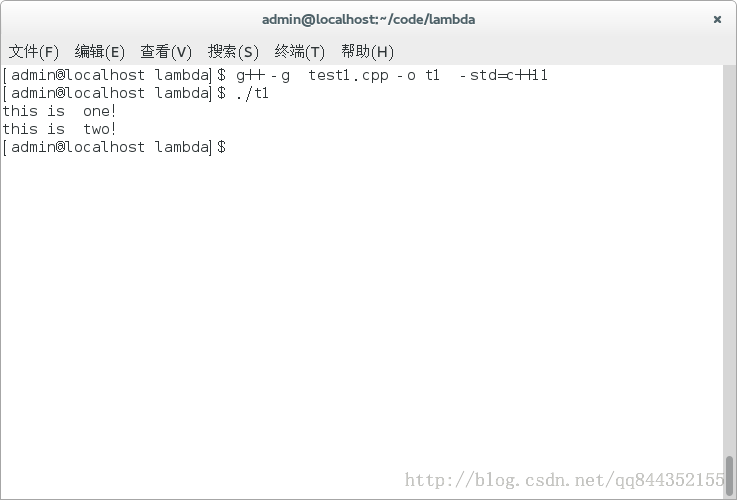 admin@localhost:~/code/lambda
文件(F) 编辑(E) 查看(V) 搜索(S) 终端(T) 帮助(H)
[admin@localhost lambda]$ g++ -g  test1.cpp -o t1  -std=c++11
[admin@localhost lambda]$ ./t1
this is  one!
this is  two!
[admin@localhost lambda]$
http://blog.csdn.net/qq844352155